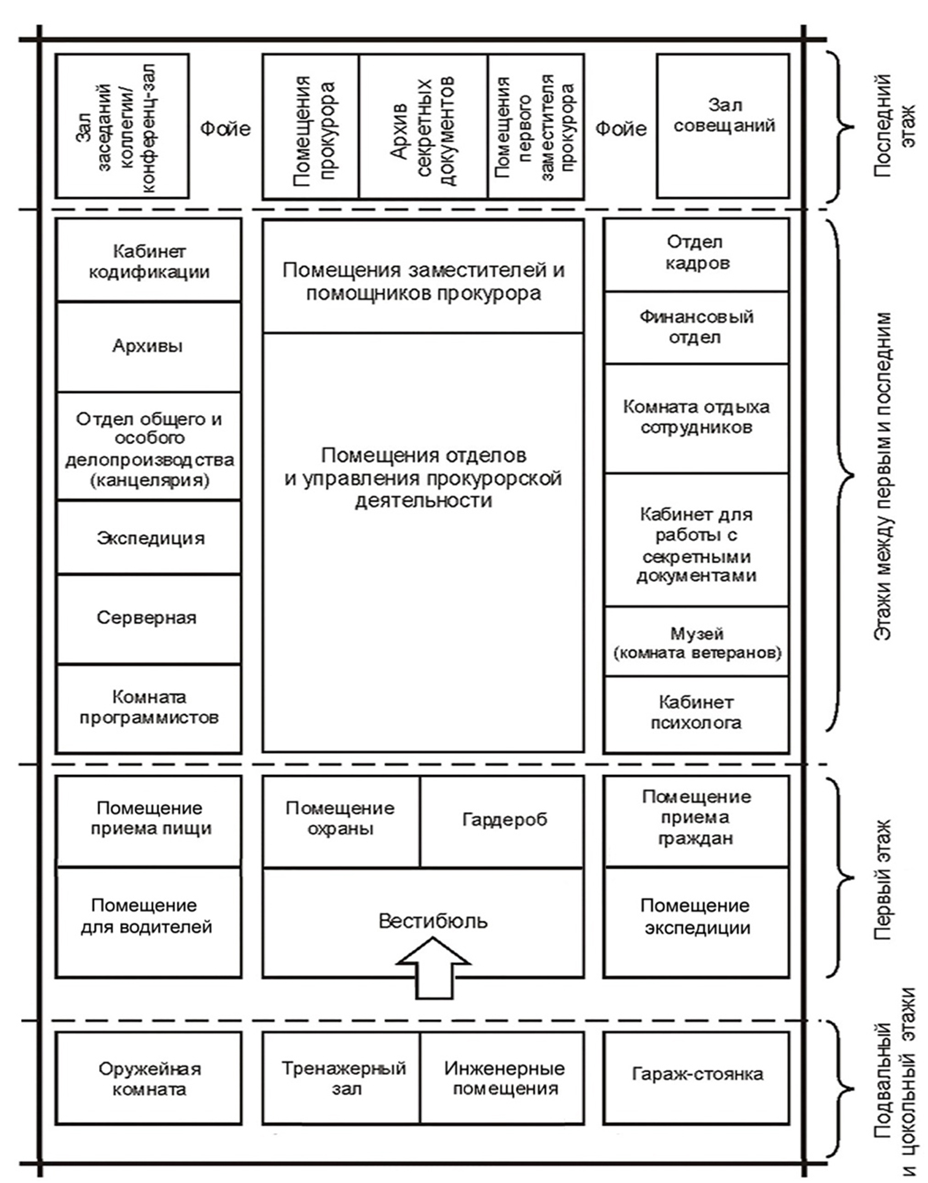 Зал
заседаний
коллегии/
конференц-зал
Фойе
Помещения
прокурора
Архив
секретных
документов
Помещения
первого
заместителя
прокурора
Фойе
Зал
совещаний
Последний
этаж
Кабинет
кодификации
Архивы
Отдел общего и
особого
делопроизводства
(канцелярия)
Экспедиция
Серверная
Комната
программистов
Помещения заместителей и
помощников прокурора
Помещения отделов
и управления прокурорской
деятельности
Отдел
кадров
Финансовый
отдел
Комната отдыха
сотрудников
Кабинет для
работы с
секретными
документами
Музей
(комната ветеранов)
Кабинет
психолога
Этажи между первым и последним
Помещение
приема пищи
Помещение
для водителей
Помещение
охраны
Гардероб
Вестибюль
Помещение
приема
граждан
Помещение
экспедиции
Первый этаж
Оружейная
комната
Тренажерный
зал
Инженерные
помещения
Гараж-стоянка
Подвальный
и цокольный этажи